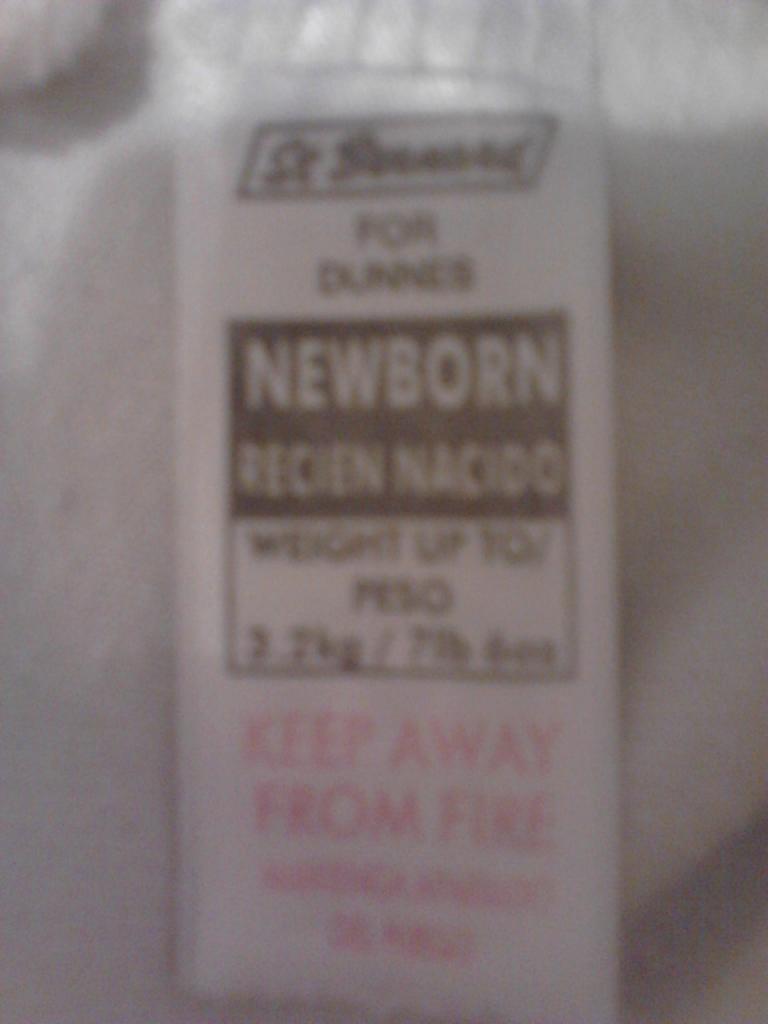 St Bernard
FOR
DUNNES
NEWBORN
RECIEN NACIDO
WEIGHT UP TO/
PESO
KEEP AWAY
FROM FIRE